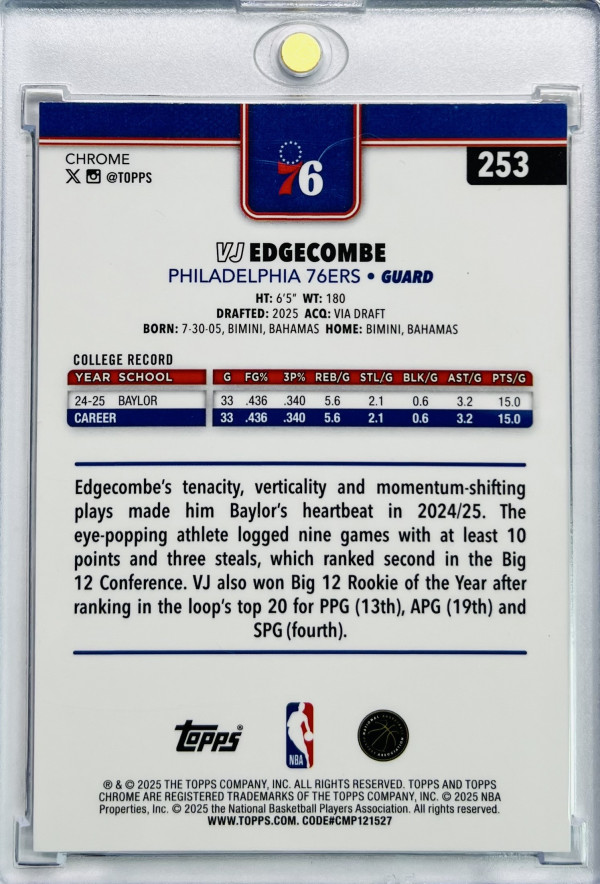 CHROME
X @TOPPS
76
253
VJ EDGECOMBE
PHILADELPHIA 76ERS • GUARD
HT: 6'5" WT: 180
DRAFTED: 2025 ACQ: VIA DRAFT
BORN: 7-30-05, BIMINI, BAHAMAS HOME: BIMINI, BAHAMAS
COLLEGE RECORD
YEAR SCHOOL G FG% 3P% REB/G STL/G BLK/G AST/G PTS/G
24-25 BAYLOR 33 .436 .340 5.6 2.1 0.6 3.2 15.0
CAREER 33 .436 .340 5.6 2.1 0.6 3.2 15.0
Edgecombe's tenacity, verticality and momentum-shifting
plays made him Baylor's heartbeat in 2024/25. The
eye-popping athlete logged nine games with at least 10
points and three steals, which ranked second in the Big
12 Conference. VJ also won Big 12 Rookie of the Year after
ranking in the loop's top 20 for PPG (13th), APG (19th) and
SPG (fourth).
Topps®
NBA
® & © 2025 THE TOPPS COMPANY, INC. ALL RIGHTS RESERVED. TOPPS AND TOPPS
CHROME ARE REGISTERED TRADEMARKS OF THE TOPPS COMPANY, INC. © 2025 NBA
Properties, Inc. © 2025 the National Basketball Players Association. All rights reserved.
WWW.TOPPS.COM. CODE#CMP121527